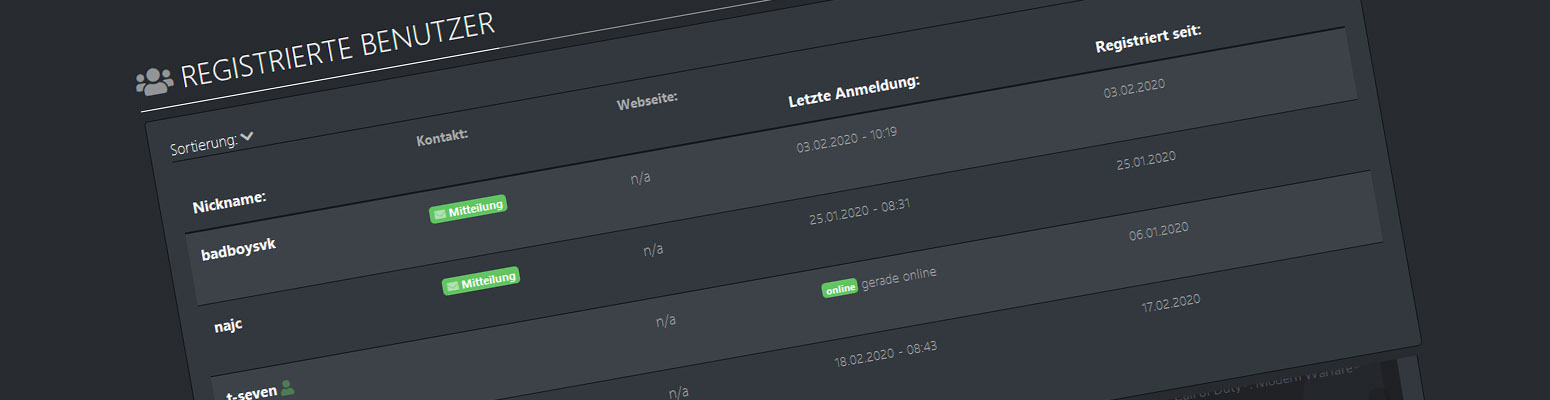 REGISTRIERTE BENUTZER
Sortierung:
Nickname: Kontakt: Webseite: Letzte Anmeldung: Registriert seit:
badboysvk Mitteilung n/a 03.02.2020 - 10:19 03.02.2020
najc Mitteilung n/a 25.01.2020 - 08:31 25.01.2020
t-seven n/a online gerade online 06.01.2020
n/a 18.02.2020 - 08:43 17.02.2020
Call of Duty®: Modern Warfare®